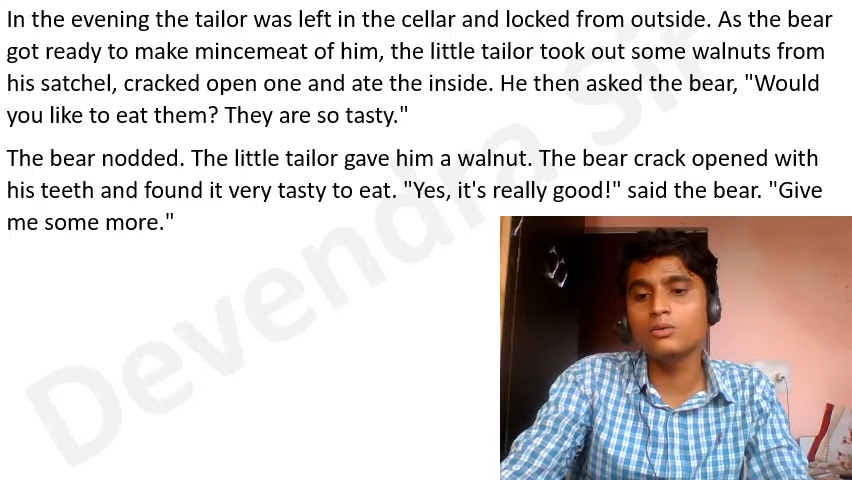 In the evening the tailor was left in the cellar and locked from outside. As the bear
got ready to make mincemeat of him, the little tailor took out some walnuts from
his satchel, cracked open one and ate the inside. He then asked the bear, "Would
you like to eat them? They are so tasty."
The bear nodded. The little tailor gave him a walnut. The bear crack opened with
his teeth and found it very tasty to eat. "Yes, it's really good!" said the bear. "Give
me some more."
Devendra Sir